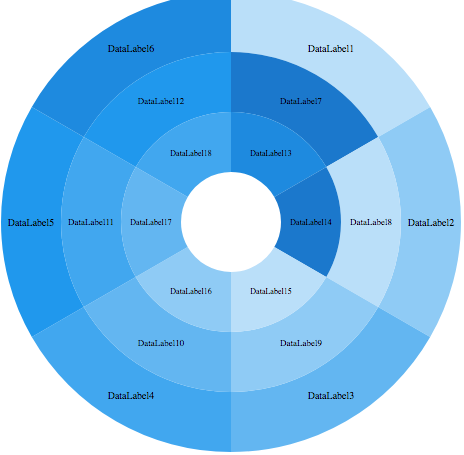 DataLabel6
DataLabel1
DataLabel12
DataLabel7
DataLabel18
DataLabel13
DataLabel5
DataLabel11
DataLabel17
DataLabel14
DataLabel8
DataLabel2
DataLabel16
DataLabel15
DataLabel10
DataLabel9
DataLabel4
DataLabel3